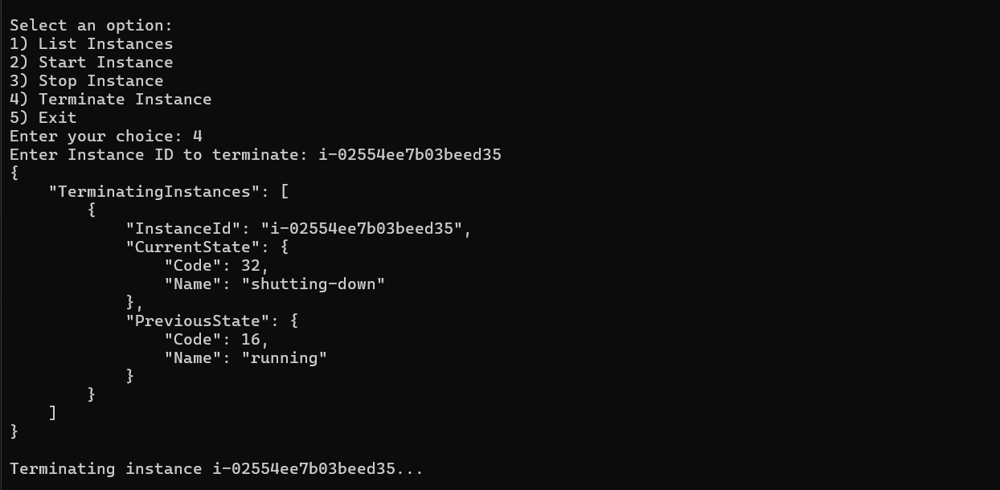 Select an option:
1) List Instances
2) Start Instance
3) Stop Instance
4) Terminate Instance
5) Exit
Enter your choice: 4
Enter Instance ID to terminate: i-02554ee7b03beed35
{
    "TerminatingInstances": [
        {
            "InstanceId": "i-02554ee7b03beed35",
            "CurrentState": {
                "Code": 32,
                "Name": "shutting-down"
            },
            "PreviousState": {
                "Code": 16,
                "Name": "running"
            }
        }
    ]
}
Terminating instance i-02554ee7b03beed35...